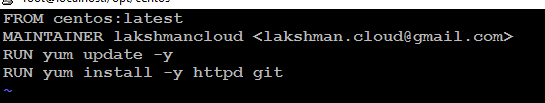 FROM centos:latest
MAINTAINER lakshmancloud <lakshman.cloud@gmail.com>
RUN yum update -y
RUN yum install -y httpd git
~